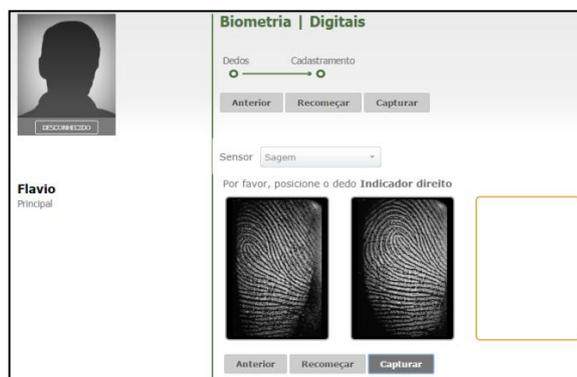 Biometria | Digitais
Dedos Cadastramento
Anterior Recomeçar Capturar
DESCONHECIDO
Sensor Sagem
Flavio
Principal
Por favor, posicione o dedo Indicador direito
Anterior Recomeçar Capturar